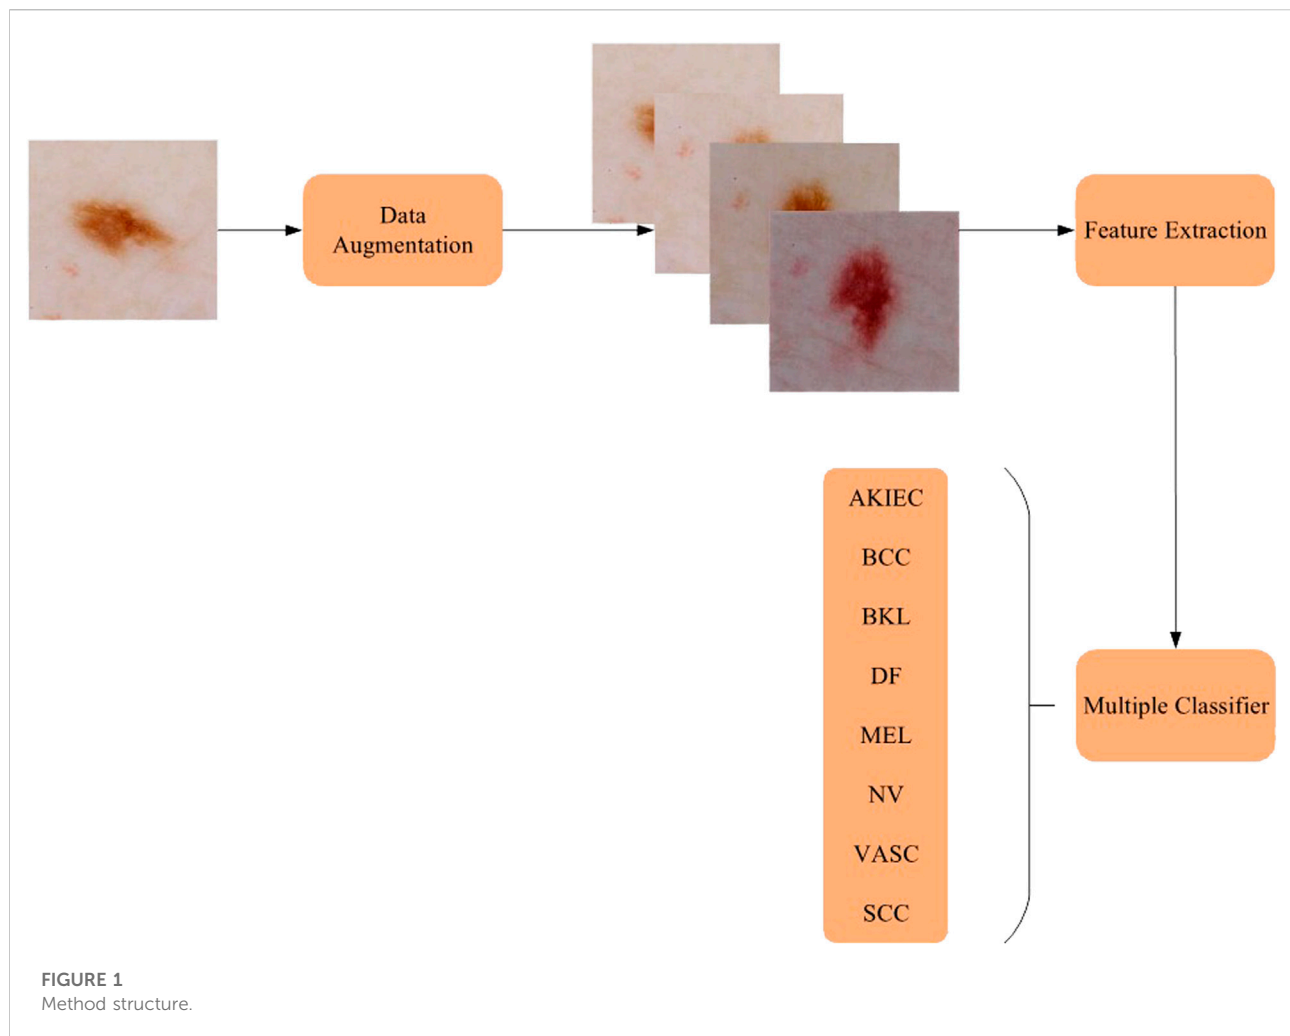 Data
Augmentation
Feature Extraction
AKIEC
BCC
BKL
DF
MEL
NV
VASC
SCC
Multiple Classifier
FIGURE 1
Method structure.